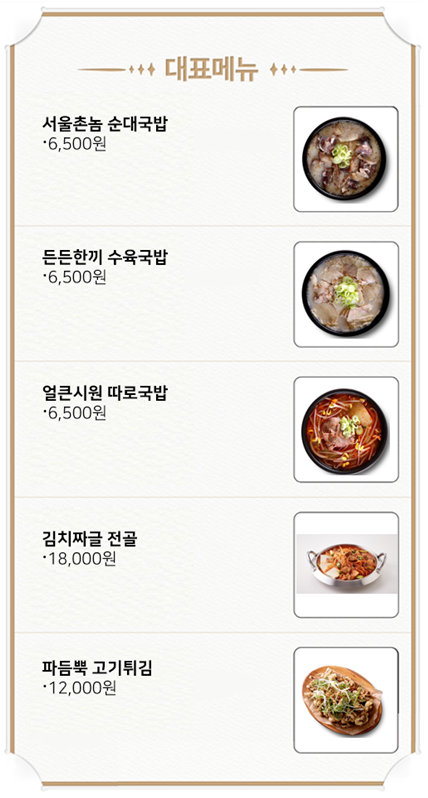 대표메뉴
서울촌놈 순대국밥
·6,500원
든든한끼 수육국밥
·6,500원
얼큰시원 따로국밥
·6,500원
김치짜글 전골
·18,000원
파듬뿍 고기튀김
·12,000원